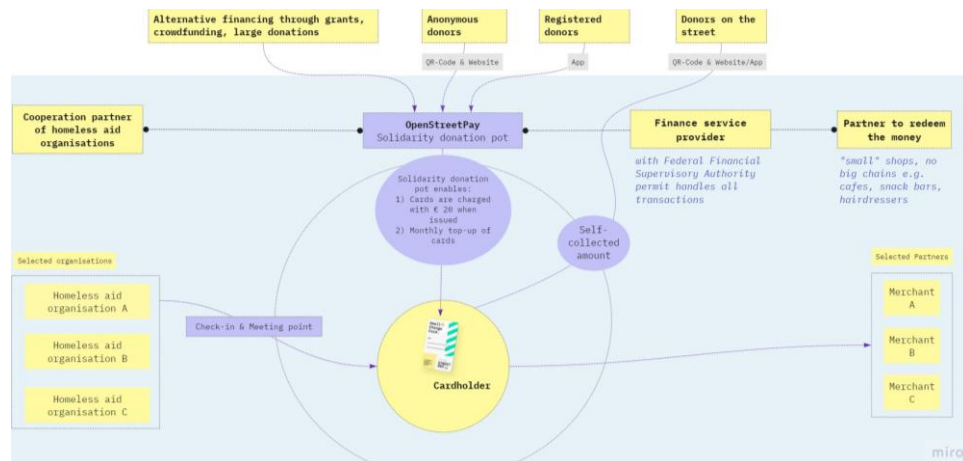 Alternative financing through grants,
crowdfunding, large donations
Anonymous
donors
Registered
donors
Donors on the
street
QR-Code & Website
App
QR-Code & Website/App
Cooperation partner
of homeless aid
organisations
OpenStreetPay
Solidarity donation pot
Finance service
provider
Partner to redeem
the money
with Federal Financial
Supervisory Authority
permit handles all
transactions
"small" shops, no
big chains e.g.
cafes, snack bars,
hairdressers
Solidarity donation
pot enables:
1) Cards are charged
with € 20 when
issued
2) Monthly top-up of
cards
Self-
collected
amount
Selected organisations
Homeless aid
organisation A
Homeless aid
organisation B
Homeless aid
organisation C
Check-in & Meeting point
Cardholder
Selected Partners
Merchant
A
Merchant
B
Merchant
C
miro